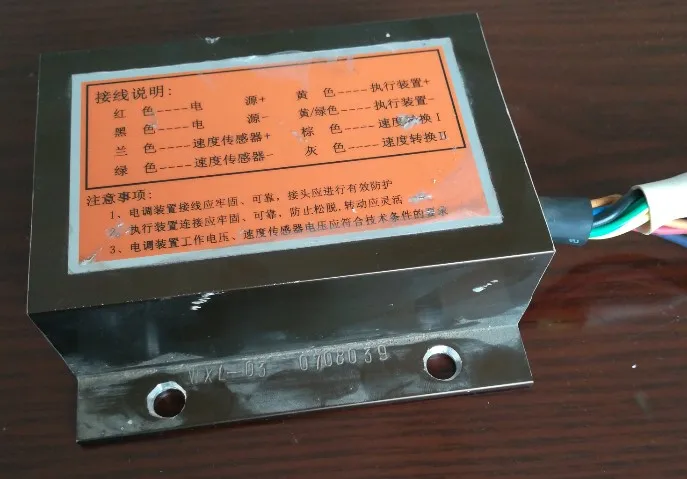 接线说明:
红 色----电 源+ 黄 色----执行装置+
黑 色----电 源- 黄/绿色----执行装置-
兰 色----速度传感器+ 棕 色----速度转换Ⅰ
绿 色----速度传感器- 灰 色----速度转换Ⅱ
注意事项:
1、电调装置接线应牢固、可靠，接头应进行有效防护
执行装置连应牢固、可靠，防止松脱,转动应灵活
3、电调装置工作电压、速度传感器电压应符合技术条件的要求
WXL-03 0708039